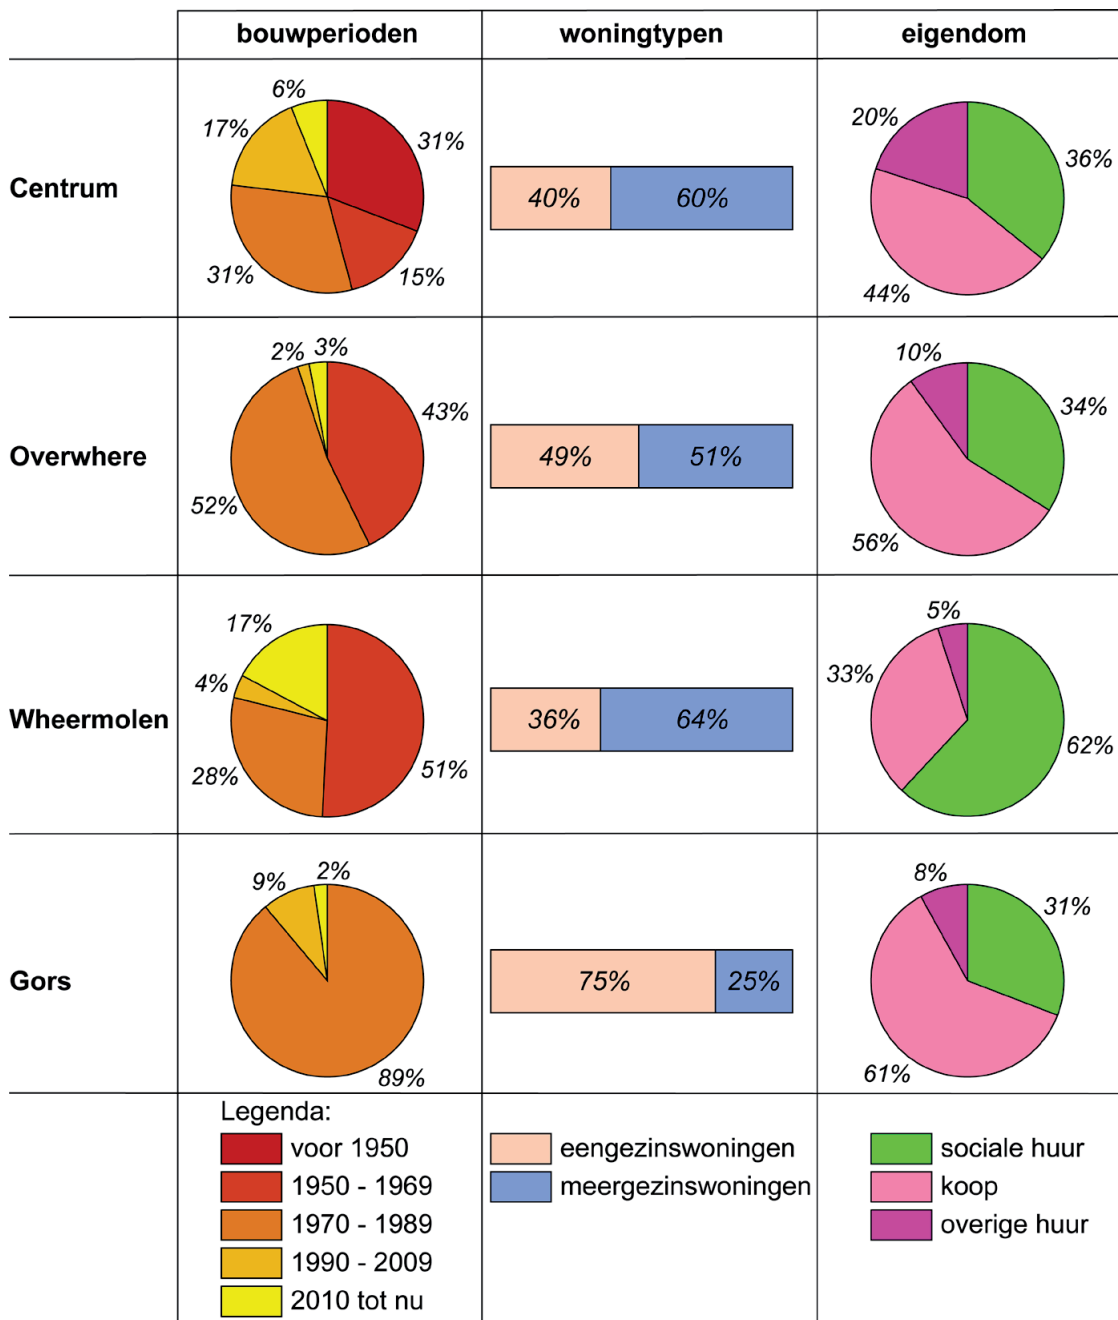 bouwperioden woningtypen eigendom
Centrum
6%
17%
31%
31%
15%
40% 60%
20%
36%
44%
Overwhere
2% 3%
43%
52%
49% 51%
10%
34%
56%
Wheermolen
17%
4%
28%
51%
36% 64%
5%
33%
62%
Gors
9% 2%
89%
75% 25%
8%
31%
61%
Legenda:
voor 1950
1950 - 1969
1970 - 1989
1990 - 2009
2010 tot nu
eengezinswoningen
meergezinswoningen
sociale huur
koop
overige huur